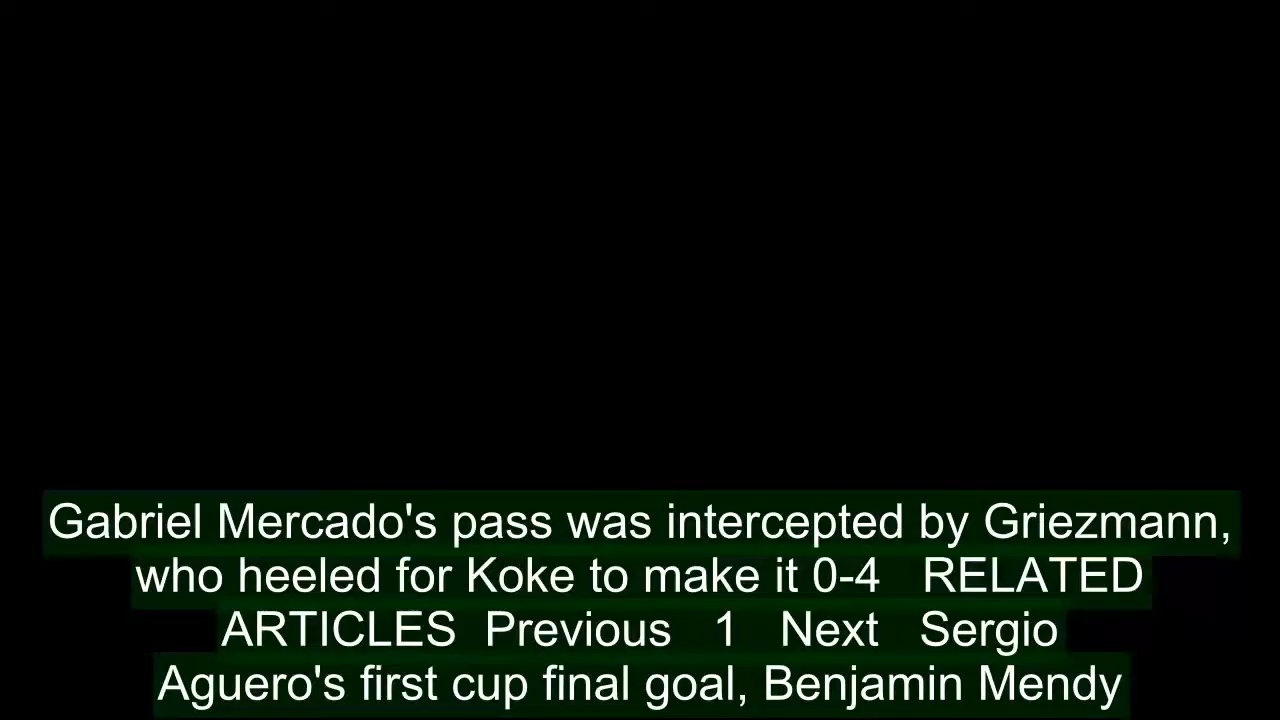 Gabriel Mercado's pass was intercepted by Griezmann,
who heeled for Koke to make it 0-4 RELATED
ARTICLES Previous 1 Next Sergio
Aguero's first cup final goal, Benjamin Mendy